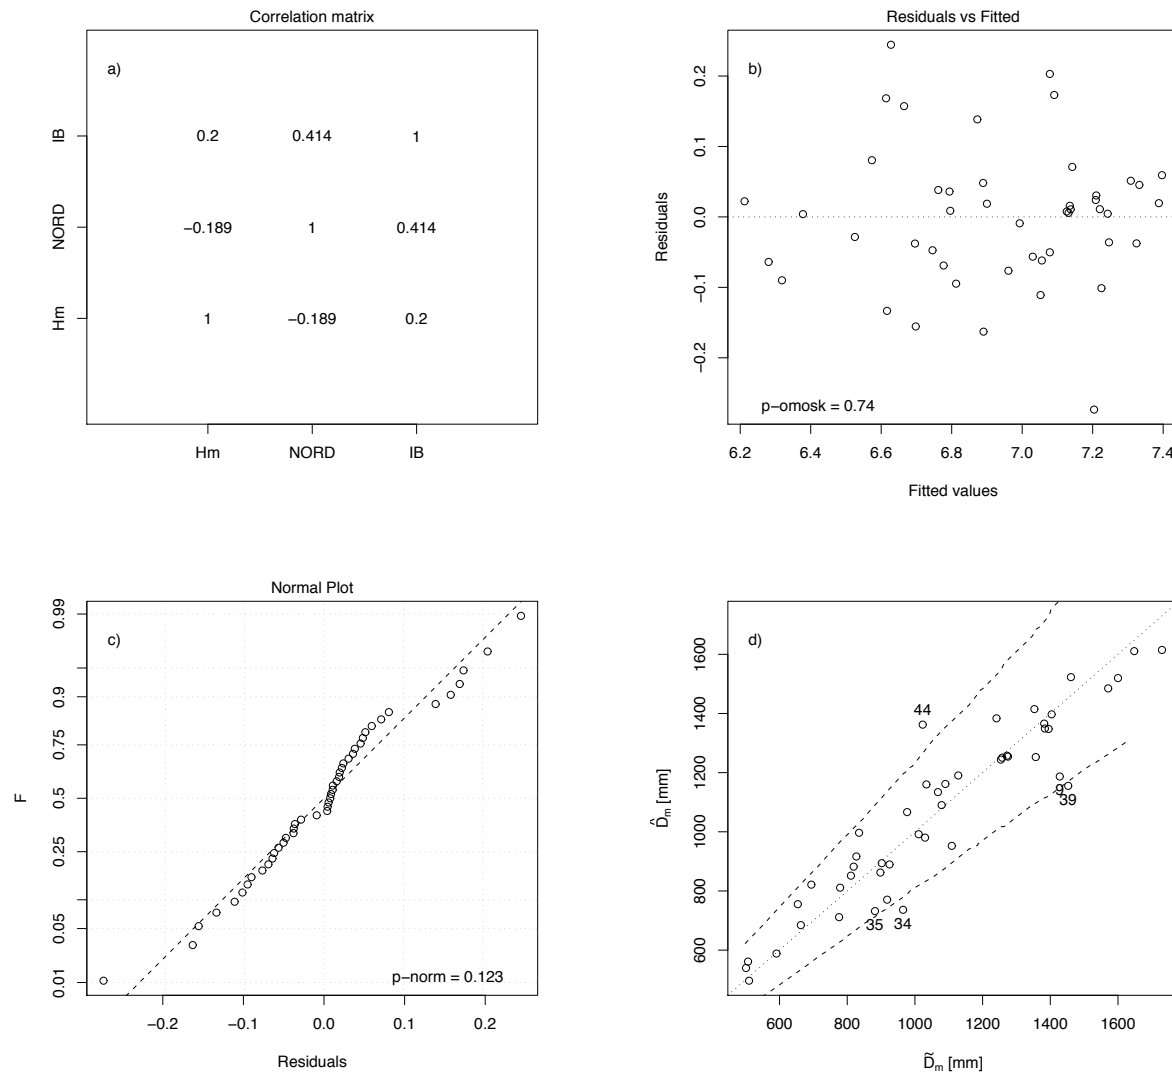 Correlation matrix
a)
IB
NORD
Hm
0.2 0.414 1
−0.189 1 0.414
1 −0.189 0.2
Hm NORD IB
Residuals vs Fitted
b)
Residuals
0.2
0.1
0.0
−0.1
−0.2
p−omosk = 0.74
6.2 6.4 6.6 6.8 7.0 7.2 7.4
Fitted values
Normal Plot
c)
F
0.99
0.9
0.75
0.5
0.25
0.05
0.01
p−norm = 0.123
−0.2 −0.1 0.0 0.1 0.2
Residuals
d)
D̂m [mm]
1600
1400
1200
1000
800
600
44
9
39
35
34
600 800 1000 1200 1400 1600
D̃m [mm]